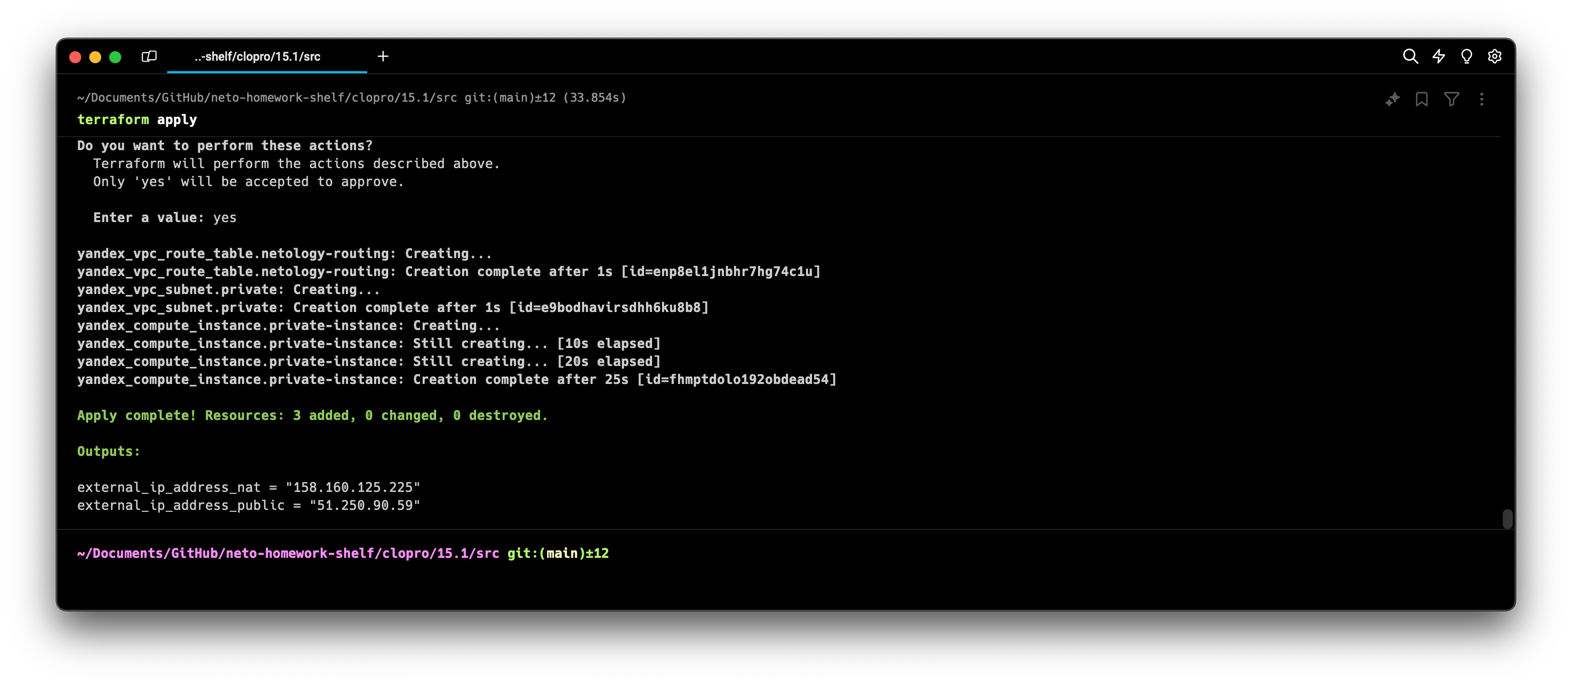 ..-shelf/clopro/15.1/src
~/Documents/GitHub/neto-homework-shelf/clopro/15.1/src git:(main)±12 (33.854s)
terraform apply
Do you want to perform these actions?
  Terraform will perform the actions described above.
  Only 'yes' will be accepted to approve.
  Enter a value: yes
yandex_vpc_route_table.netology-routing: Creating...
yandex_vpc_route_table.netology-routing: Creation complete after 1s [id=enp8el1jnbhr7hg74c1u]
yandex_vpc_subnet.private: Creating...
yandex_vpc_subnet.private: Creation complete after 1s [id=e9bodhavirsdhh6ku8b8]
yandex_compute_instance.private-instance: Creating...
yandex_compute_instance.private-instance: Still creating... [10s elapsed]
yandex_compute_instance.private-instance: Still creating... [20s elapsed]
yandex_compute_instance.private-instance: Creation complete after 25s [id=fhmptdolo192obdead54]
Apply complete! Resources: 3 added, 0 changed, 0 destroyed.
Outputs:
external_ip_address_nat = "158.160.125.225"
external_ip_address_public = "51.250.90.59"
~/Documents/GitHub/neto-homework-shelf/clopro/15.1/src git:(main)±12